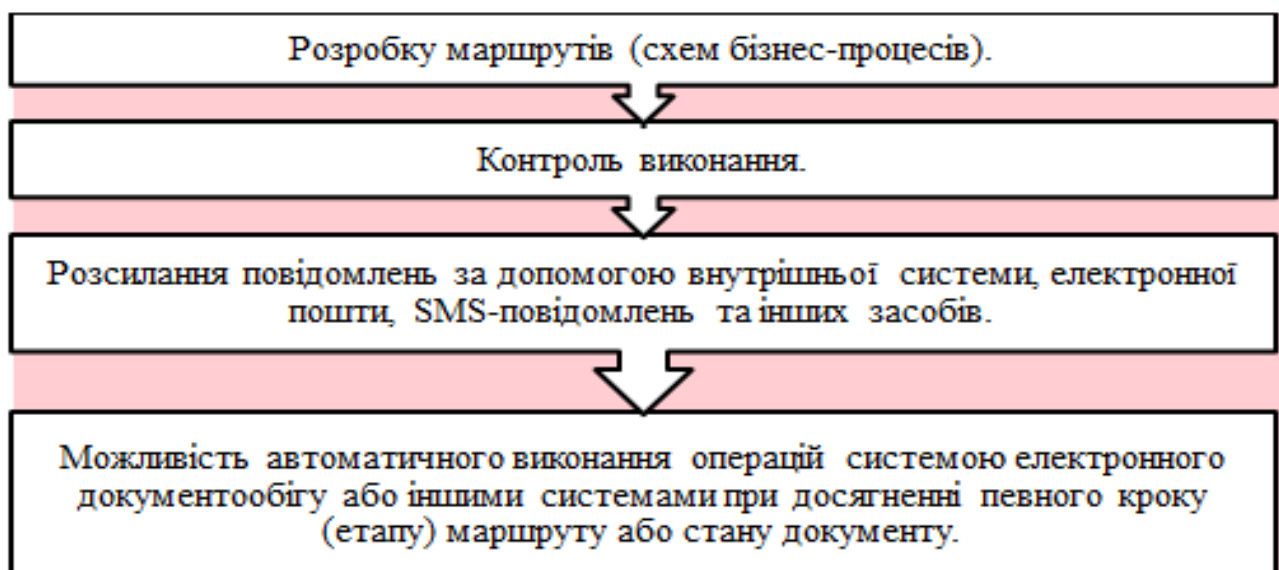 Розробку маршрутів (схем бізнес-процесів).
Контроль виконання.
Розсилання повідомлень за допомогою внутрішньої системи, електронної
пошти, SMS-повідомлень та інших засобів.
Можливість автоматичного виконання операцій системою електронного
документообігу або іншими системами при досягненні певного кроку
(етапу) маршруту або стану документу.